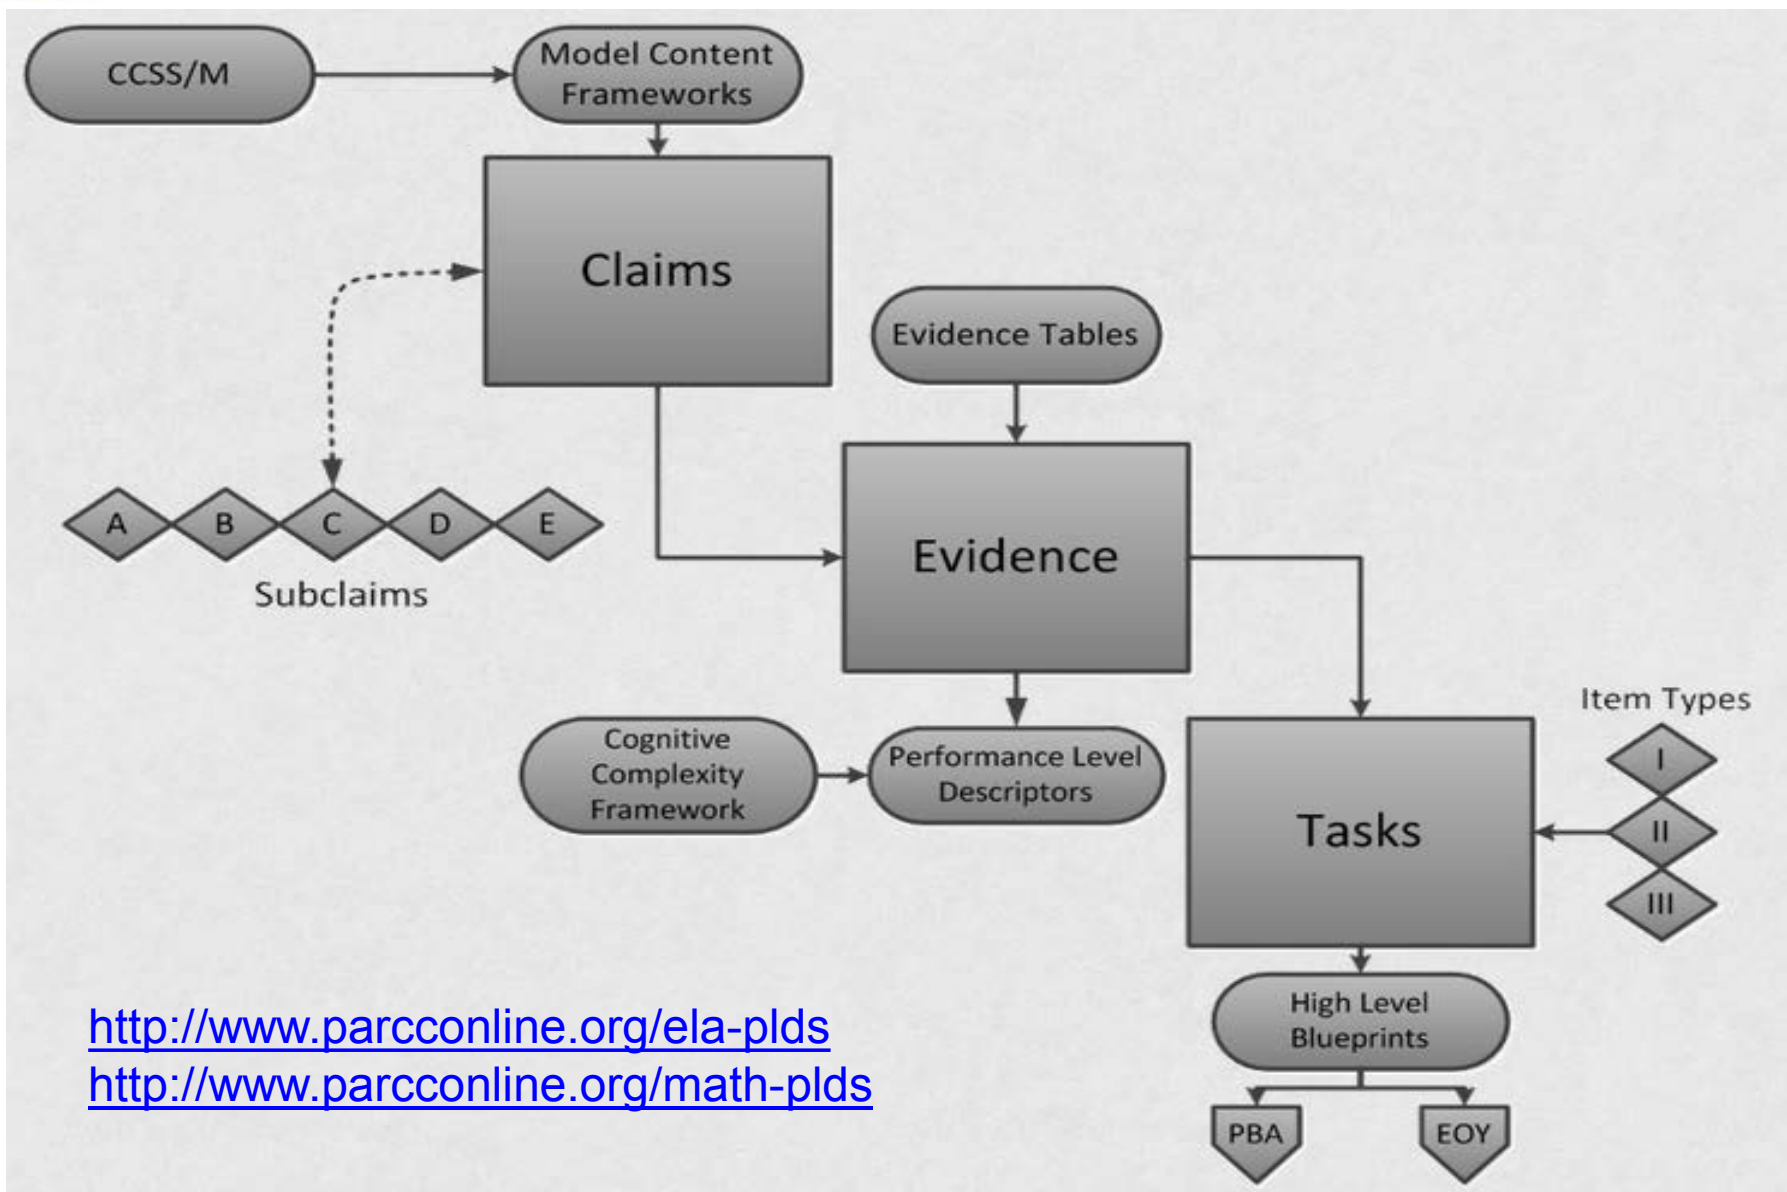 CCSS/M
Model Content
Frameworks
Claims
Evidence Tables
A B C D E
Subclaims
Evidence
Item Types
Cognitive
Complexity
Framework
Performance Level
Descriptors
I
II
III
Tasks
High Level
Blueprints
http://www.parcconline.org/ela-plds
http://www.parcconline.org/math-plds
PBA
EOY